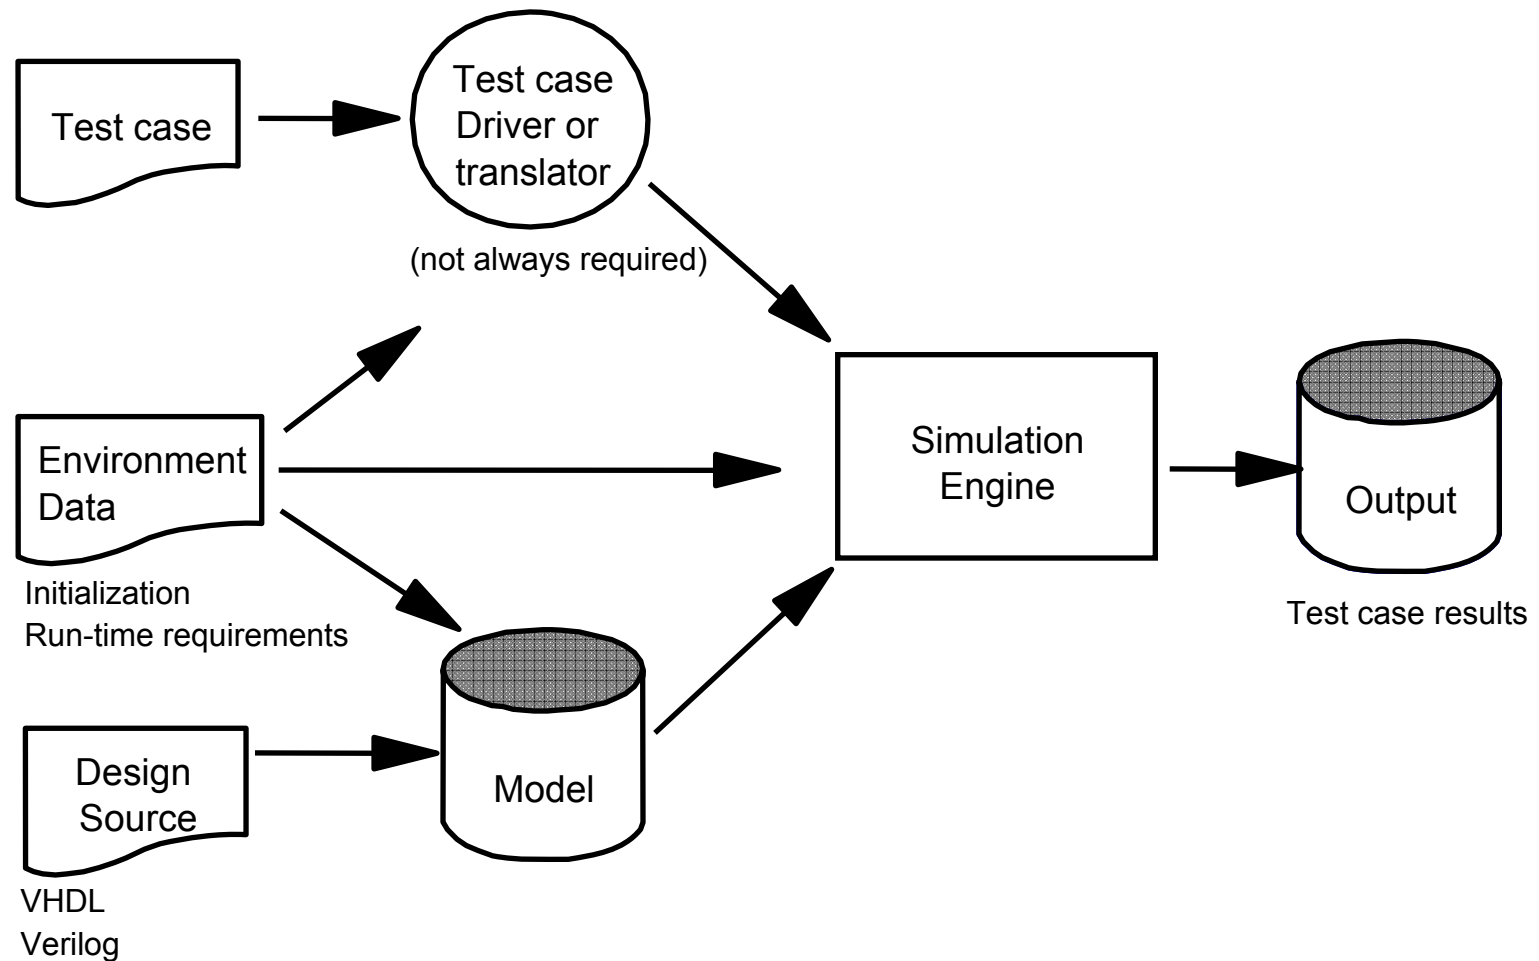 Test case
Test case
Driver or
translator
(not always required)
Environment
Data
Initialization
Run-time requirements
Simulation
Engine
Output
Test case results
Design
Source
Model
VHDL
Verilog